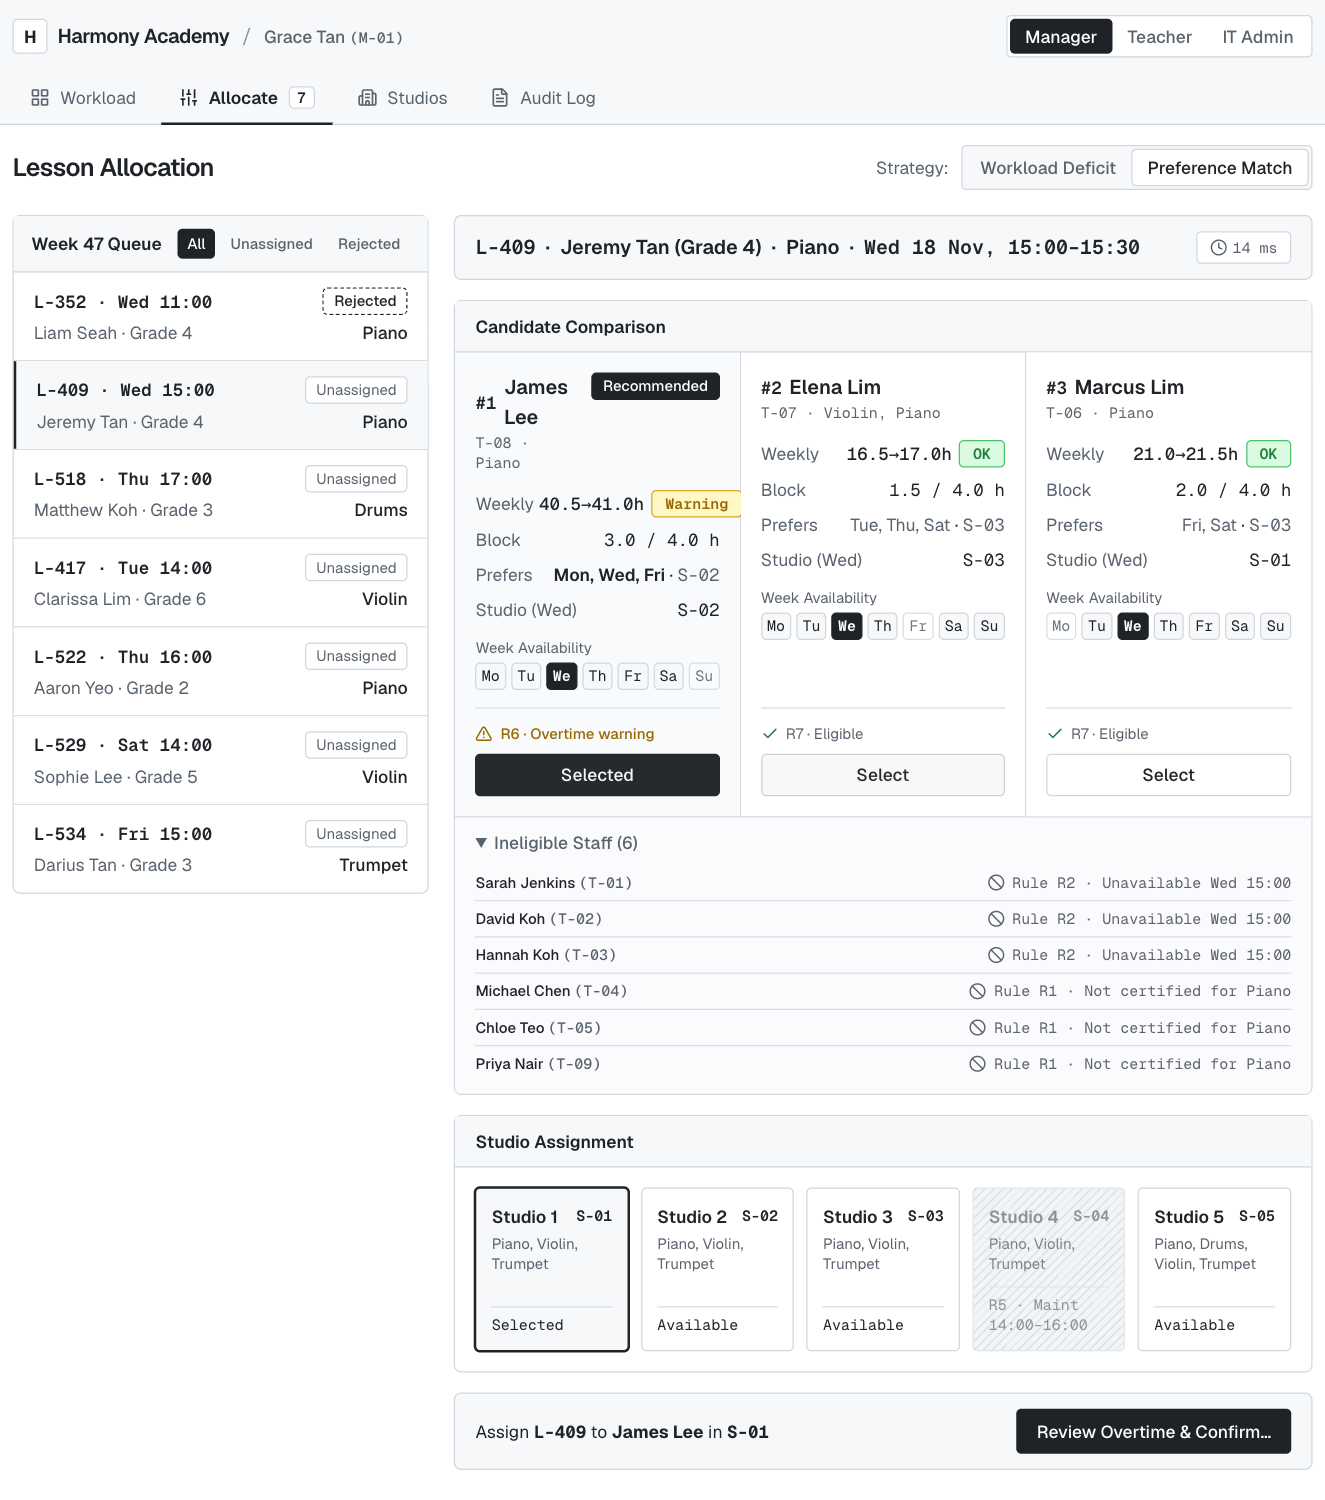 H Harmony Academy / Grace Tan (M-01)
Manager Teacher IT Admin
Workload Allocate 7 Studios Audit Log
Lesson Allocation
Strategy: Workload Deficit Preference Match
Week 47 Queue All Unassigned Rejected
L-352 · Wed 11:00 Rejected
Liam Seah · Grade 4 Piano
L-409 · Wed 15:00 Unassigned
Jeremy Tan · Grade 4 Piano
L-518 · Thu 17:00 Unassigned
Matthew Koh · Grade 3 Drums
L-417 · Tue 14:00 Unassigned
Clarissa Lim · Grade 6 Violin
L-522 · Thu 16:00 Unassigned
Aaron Yeo · Grade 2 Piano
L-529 · Sat 14:00 Unassigned
Sophie Lee · Grade 5 Violin
L-534 · Fri 15:00 Unassigned
Darius Tan · Grade 3 Trumpet
L-409 · Jeremy Tan (Grade 4) · Piano · Wed 18 Nov, 15:00-15:30 14 ms
Candidate Comparison
#1 James Lee Recommended
T-08 ·
Piano
Weekly 40.5→41.0h Warning
Block 3.0 / 4.0 h
Prefers Mon, Wed, Fri · S-02
Studio (Wed) S-02
Week Availability
Mo Tu We Th Fr Sa Su
R6 · Overtime warning
Selected
#2 Elena Lim
T-07 · Violin, Piano
Weekly 16.5→17.0h OK
Block 1.5 / 4.0 h
Prefers Tue, Thu, Sat · S-03
Studio (Wed) S-03
Week Availability
Mo Tu We Th Fr Sa Su
R7 · Eligible
Select
#3 Marcus Lim
T-06 · Piano
Weekly 21.0→21.5h OK
Block 2.0 / 4.0 h
Prefers Fri, Sat · S-03
Studio (Wed) S-01
Week Availability
Mo Tu We Th Fr Sa Su
R7 · Eligible
Select
▼ Ineligible Staff (6)
Sarah Jenkins (T-01) Rule R2 · Unavailable Wed 15:00
David Koh (T-02) Rule R2 · Unavailable Wed 15:00
Hannah Koh (T-03) Rule R2 · Unavailable Wed 15:00
Michael Chen (T-04) Rule R1 · Not certified for Piano
Chloe Teo (T-05) Rule R1 · Not certified for Piano
Priya Nair (T-09) Rule R1 · Not certified for Piano
Studio Assignment
Studio 1 S-01
Piano, Violin,
Trumpet
Selected
Studio 2 S-02
Piano, Violin,
Trumpet
Available
Studio 3 S-03
Piano, Violin,
Trumpet
Available
Studio 4 S-04
Piano, Violin,
Trumpet
R5 · Maint
14:00-16:00
Studio 5 S-05
Piano, Drums,
Violin, Trumpet
Available
Assign L-409 to James Lee in S-01 Review Overtime & Confirm...